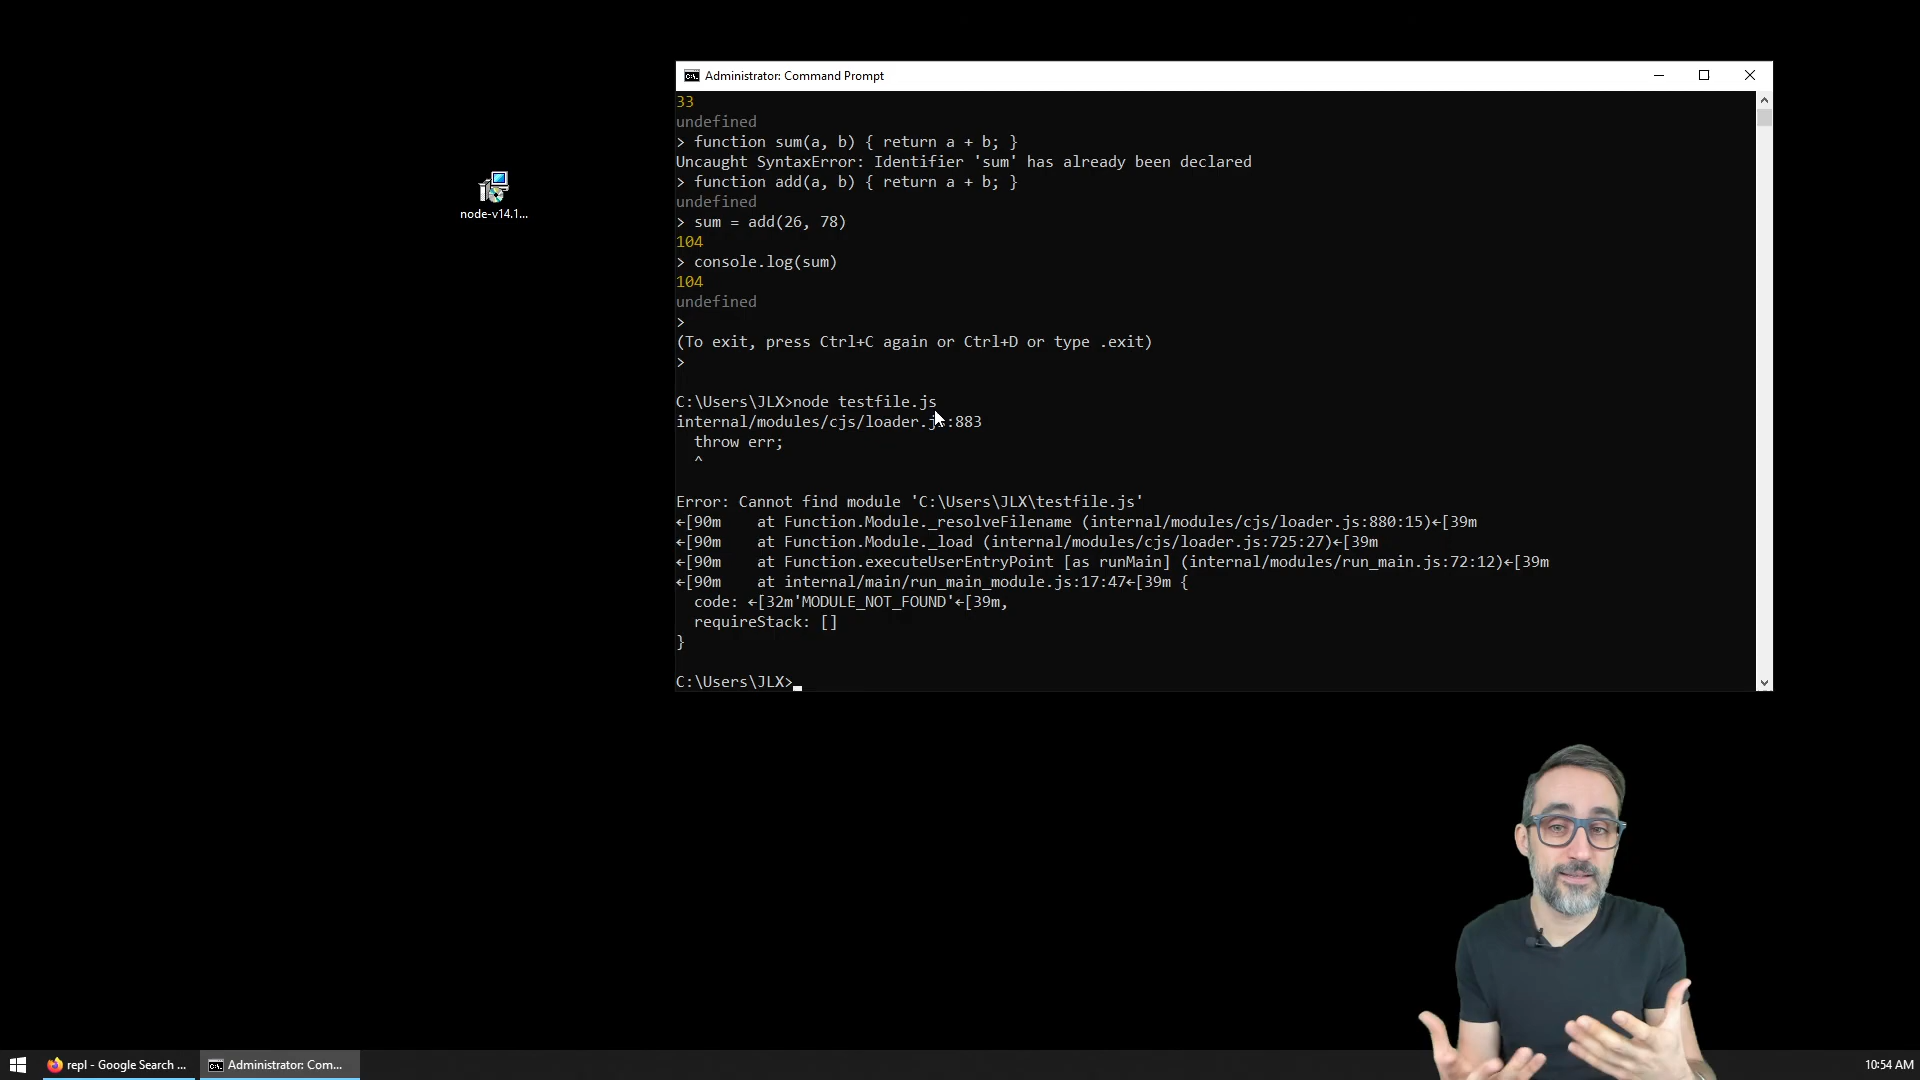 Administrator: Command Prompt
33
undefined
> function sum(a, b) { return a + b; }
Uncaught SyntaxError: Identifier 'sum' has already been declared
> function add(a, b) { return a + b; }
undefined
> sum = add(26, 78)
104
> console.log(sum)
104
undefined
>
(To exit, press Ctrl+C again or Ctrl+D or type .exit)
>
C:\Users\JLX>node testfile.js
internal/modules/cjs/loader.js:883
  throw err;
  ^
Error: Cannot find module 'C:\Users\JLX\testfile.js'
←[90m    at Function.Module._resolveFilename (internal/modules/cjs/loader.js:880:15)←[39m
←[90m    at Function.Module._load (internal/modules/cjs/loader.js:725:27)←[39m
←[90m    at Function.executeUserEntryPoint [as runMain] (internal/modules/run_main.js:72:12)←[39m
←[90m    at internal/main/run_main_module.js:17:47←[39m {
  code: ←[32m'MODULE_NOT_FOUND'←[39m,
  requireStack: []
}
C:\Users\JLX>
node-v14.1...
repl - Google Search ...
Administrator: Com...
10:54 AM